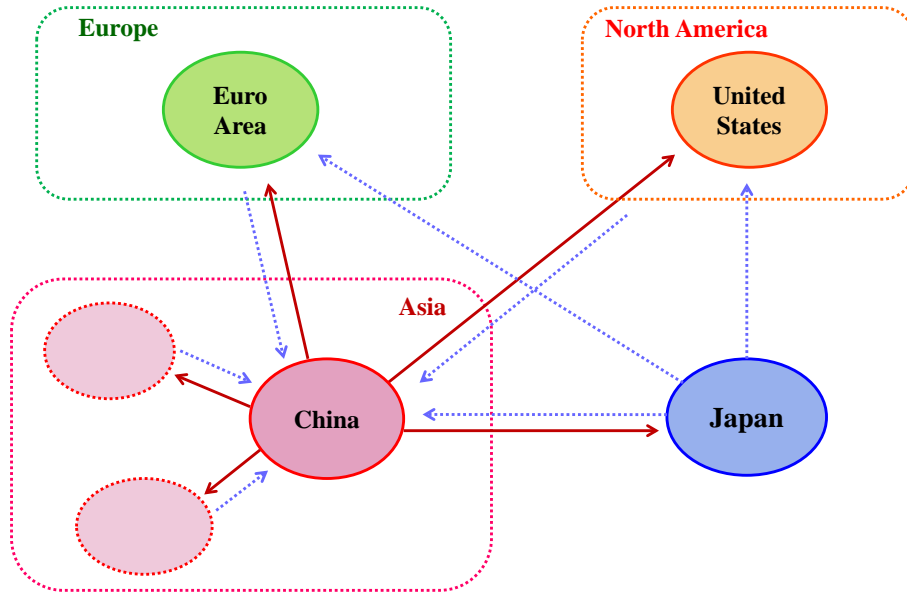 Europe
North America
Euro
Area
United
States
Asia
China
Japan